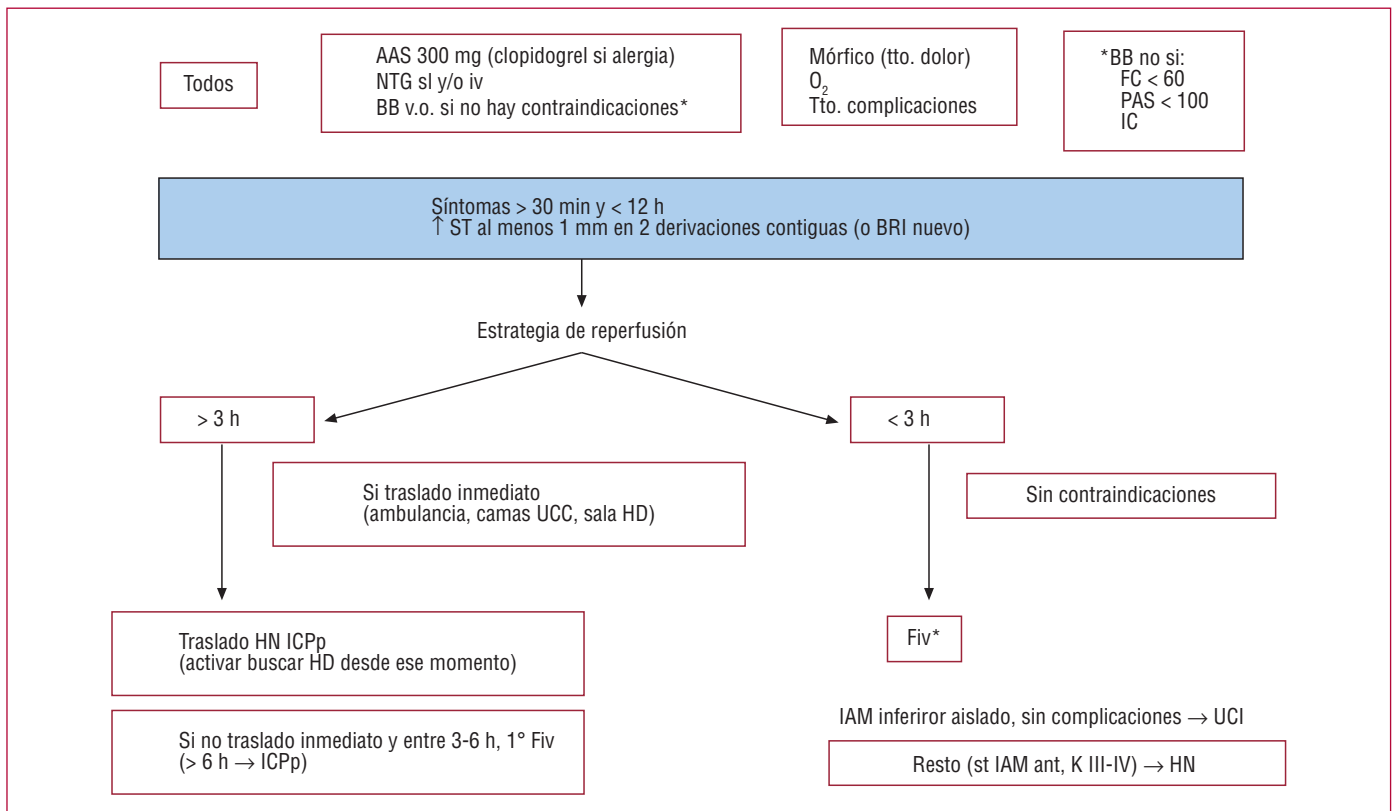 Todos
AAS 300 mg (clopidogrel si alergia)
NTG sl y/o iv
BB v.o. si no hay contraindicaciones*
Mórfico (tto. dolor)
O2
Tto. complicaciones
*BB no si:
FC < 60
PAS < 100
IC
Síntomas > 30 min y < 12 h
↑ ST al menos 1 mm en 2 derivaciones contiguas (o BRI nuevo)
Estrategia de reperfusión
> 3 h
< 3 h
Si traslado inmediato
(ambulancia, camas UCC, sala HD)
Sin contraindicaciones
Traslado HN ICPp
(activar buscar HD desde ese momento)
Fiv*
Si no traslado inmediato y entre 3-6 h, 1° Fiv
(> 6 h → ICPp)
IAM inferiror aislado, sin complicaciones → UCI
Resto (st IAM ant, K III-IV) → HN